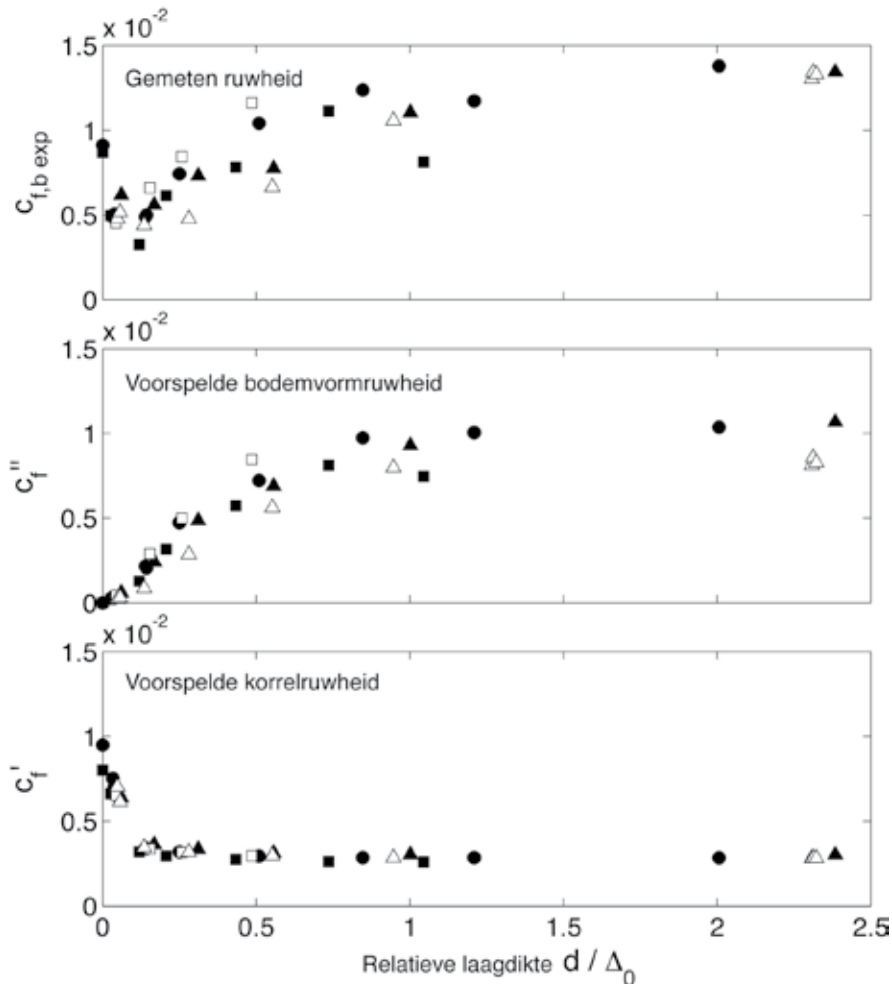 x 10⁻²
1.5
Gemeten ruwheid
1
0.5
0
c_f,b exp
x 10⁻²
1.5
Voorspelde bodemvormruwheid
1
0.5
0
c_f''
x 10⁻²
1.5
Voorspelde korrelruwheid
1
0.5
0
c_f'
0 0.5 1 1.5 2 2.5
Relatieve laagdikte d / Δ₀